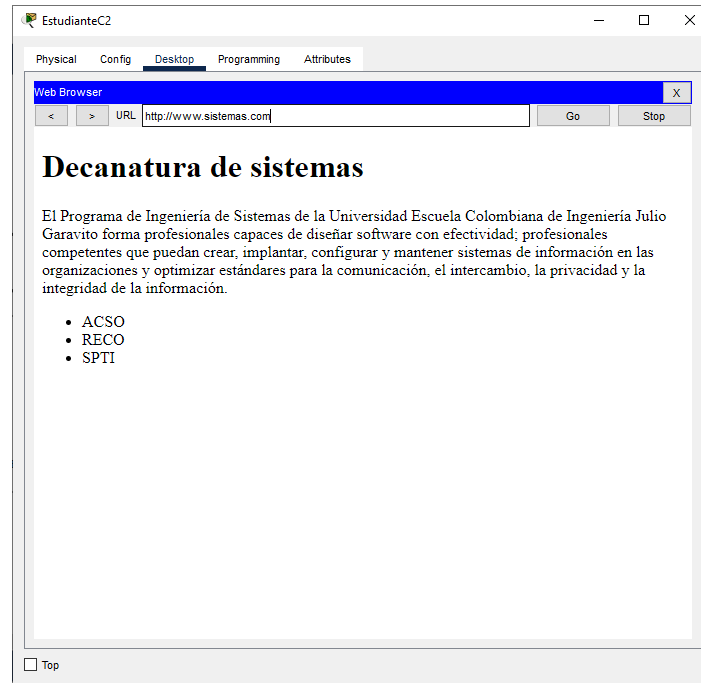 EstudianteC2
Physical Config Desktop Programming Attributes
Web Browser X
< > URL http://www.sistemas.com Go Stop
Decanatura de sistemas
El Programa de Ingeniería de Sistemas de la Universidad Escuela Colombiana de Ingeniería Julio
Garavito forma profesionales capaces de diseñar software con efectividad; profesionales
competentes que puedan crear, implantar, configurar y mantener sistemas de información en las
organizaciones y optimizar estándares para la comunicación, el intercambio, la privacidad y la
integridad de la información.
• ACSO
• RECO
• SPTI
Top